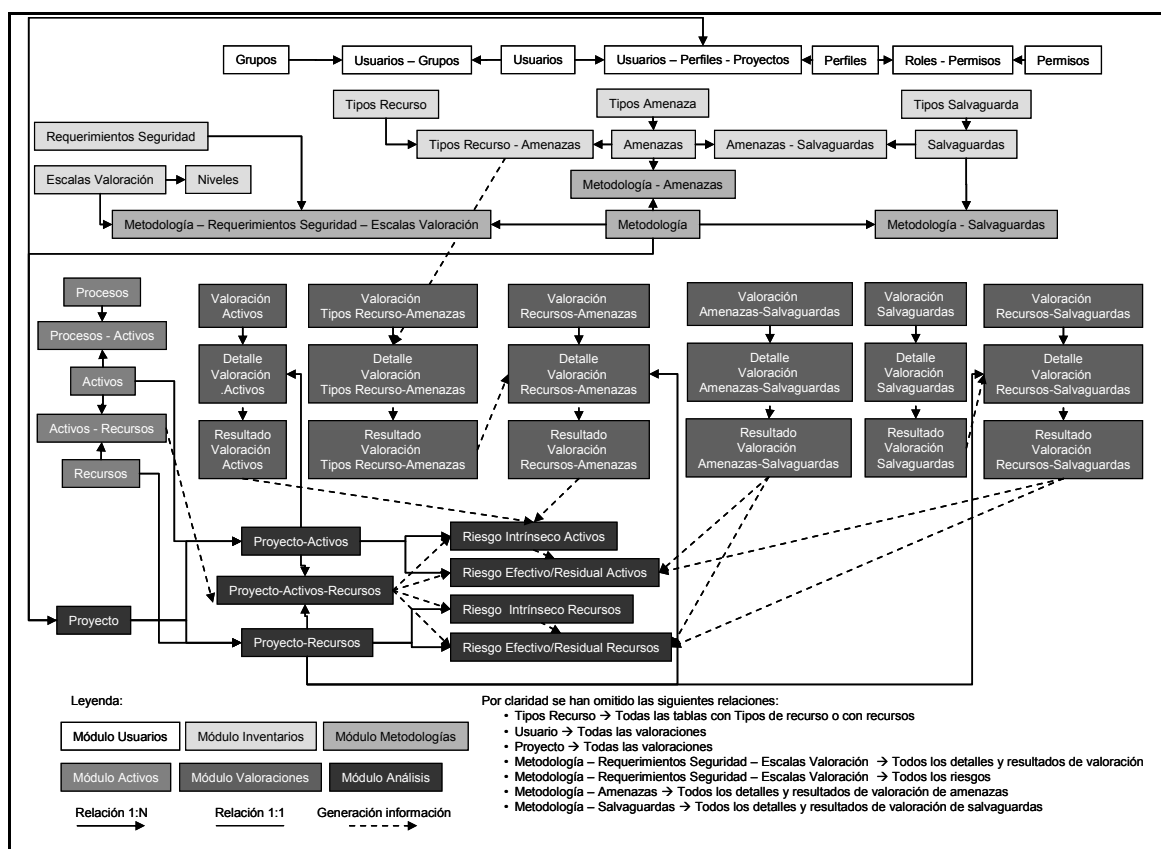 Grupos
Usuarios – Grupos
Usuarios
Usuarios – Perfiles - Proyectos
Perfiles
Roles - Permisos
Permisos
Tipos Recurso
Tipos Amenaza
Tipos Salvaguarda
Requerimientos Seguridad
Tipos Recurso - Amenazas
Amenazas
Amenazas - Salvaguardas
Salvaguardas
Escalas Valoración
Niveles
Metodología - Amenazas
Metodología – Requerimientos Seguridad – Escalas Valoración
Metodología
Metodología - Salvaguardas
Procesos
Procesos - Activos
Activos
Activos - Recursos
Recursos
Valoración
Activos
Valoración
Tipos Recurso-Amenazas
Valoración
Recursos-Amenazas
Valoración
Amenazas-Salvaguardas
Valoración
Salvaguardas
Valoración
Recursos-Salvaguardas
Detalle
Valoración
.Activos
Detalle
Valoración
Tipos Recurso-Amenazas
Detalle
Valoración
Recursos-Amenazas
Detalle
Valoración
Amenazas-Salvaguardas
Detalle
Valoración
Salvaguardas
Detalle
Valoración
Recursos-Salvaguardas
Resultado
Valoración
Activos
Resultado
Valoración
Tipos Recurso-Amenazas
Resultado
Valoración
Recursos-Amenazas
Resultado
Valoración
Amenazas-Salvaguardas
Resultado
Valoración
Salvaguardas
Resultado
Valoración
Recursos-Salvaguardas
Proyecto-Activos
Riesgo Intrínseco Activos
Riesgo Efectivo/Residual Activos
Proyecto-Activos-Recursos
Riesgo Intrínseco Recursos
Proyecto
Proyecto-Recursos
Riesgo Efectivo/Residual Recursos
Leyenda:
Módulo Usuarios
Módulo Inventarios
Módulo Metodologías
Módulo Activos
Módulo Valoraciones
Módulo Análisis
Relación 1:N
Relación 1:1
Generación información
Por claridad se han omitido las siguientes relaciones:
• Tipos Recurso → Todas las tablas con Tipos de recurso o con recursos
• Usuario → Todas las valoraciones
• Proyecto → Todas las valoraciones
• Metodología – Requerimientos Seguridad – Escalas Valoración → Todos los detalles y resultados de valoración
• Metodología – Requerimientos Seguridad – Escalas Valoración → Todos los riesgos
• Metodología – Amenazas → Todos los detalles y resultados de valoración de amenazas
• Metodología – Salvaguardas → Todos los detalles y resultados de valoración de salvaguardas